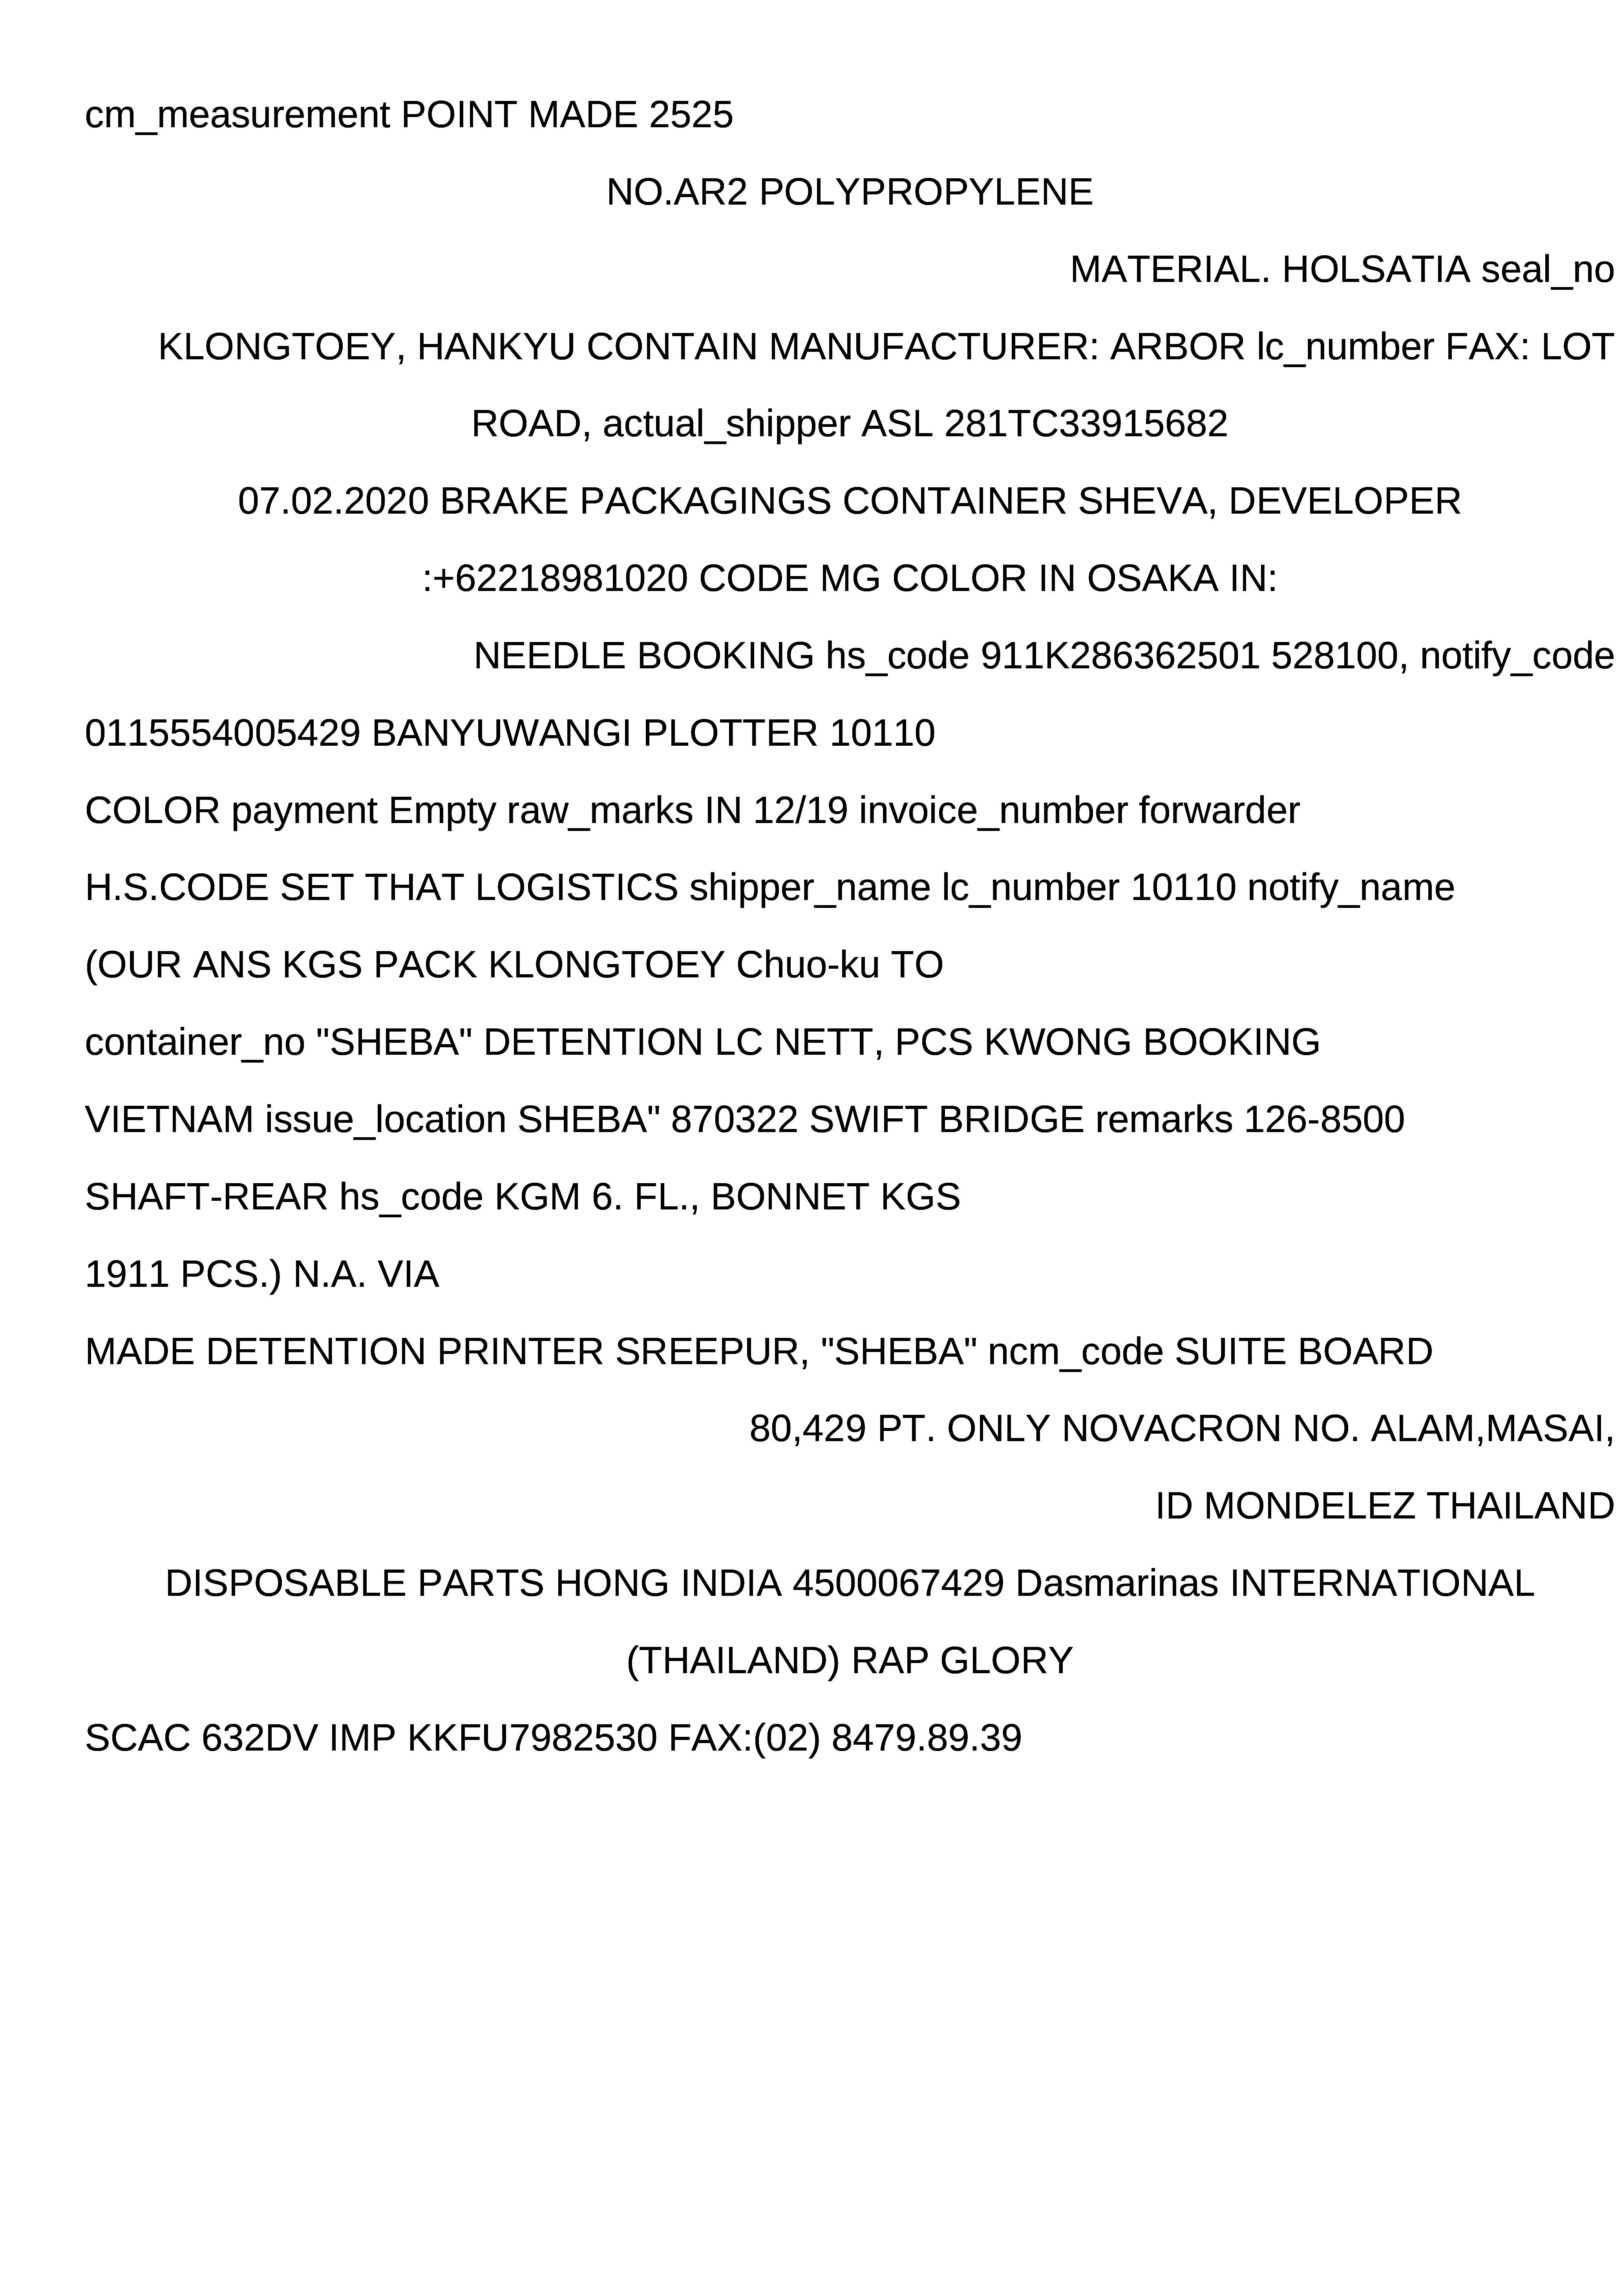 cm_measurement POINT MADE 2525
NO.AR2 POLYPROPYLENE
MATERIAL. HOLSATIA seal_no
KLONGTOEY, HANKYU CONTAIN MANUFACTURER: ARBOR lc_number FAX: LOT
ROAD, actual_shipper ASL 281TC33915682
07.02.2020 BRAKE PACKAGINGS CONTAINER SHEVA, DEVELOPER
:+62218981020 CODE MG COLOR IN OSAKA IN:
NEEDLE BOOKING hs_code 911K286362501 528100, notify_code
0115554005429 BANYUWANGI PLOTTER 10110
COLOR payment Empty raw_marks IN 12/19 invoice_number forwarder
H.S.CODE SET THAT LOGISTICS shipper_name lc_number 10110 notify_name
(OUR ANS KGS PACK KLONGTOEY Chuo-ku TO
container_no "SHEBA" DETENTION LC NETT, PCS KWONG BOOKING
VIETNAM issue_location SHEBA" 870322 SWIFT BRIDGE remarks 126-8500
SHAFT-REAR hs_code KGM 6. FL., BONNET KGS
1911 PCS.) N.A. VIA
MADE DETENTION PRINTER SREEPUR, "SHEBA" ncm_code SUITE BOARD
80,429 PT. ONLY NOVACRON NO. ALAM,MASAI,
ID MONDELEZ THAILAND
DISPOSABLE PARTS HONG INDIA 4500067429 Dasmarinas INTERNATIONAL
(THAILAND) RAP GLORY
SCAC 632DV IMP KKFU7982530 FAX:(02) 8479.89.39